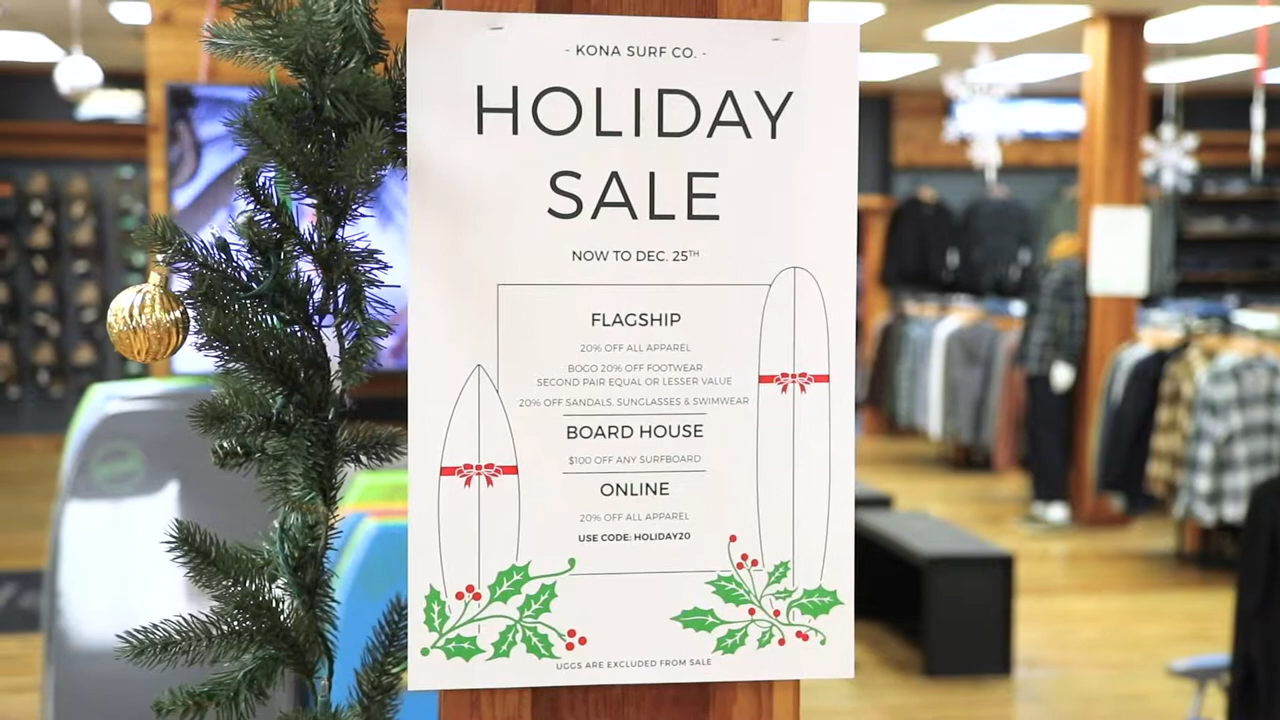 - KONA SURF CO. -
HOLIDAY
SALE
NOW TO DEC. 25TH
FLAGSHIP
20% OFF ALL APPAREL
BOGO 20% OFF FOOTWEAR
SECOND PAIR EQUAL OR LESSER VALUE
20% OFF SANDALS, SUNGLASSES & SWIMWEAR
BOARD HOUSE
$100 OFF ANY SURFBOARD
ONLINE
20% OFF ALL APPAREL
USE CODE: HOLIDAY20
UGGS ARE EXCLUDED FROM SALE